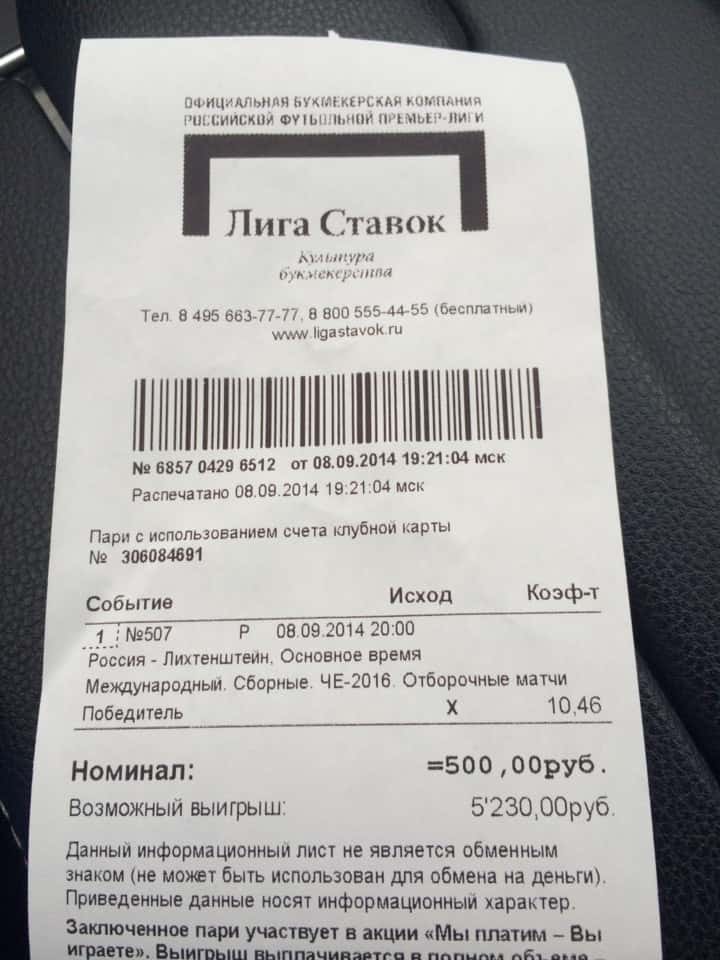 ОФИЦИАЛЬНАЯ БУКМЕКЕРСКАЯ КОМПАНИЯ
РОССИЙСКОЙ ФУТБОЛЬНОЙ ПРЕМЬЕР-ЛИГИ
Лига Ставок
Культура
букмекерства
Тел. 8 495 663-77-77, 8 800 555-44-55 (бесплатный)
www.ligastavok.ru
№ 6857 0429 6512 от 08.09.2014 19:21:04 мск
Распечатано 08.09.2014 19:21:04 мск
Пари с использованием счета клубной карты
№ 306084691
Событие Исход Коэф-т
1 №507 Р 08.09.2014 20:00
Россия - Лихтенштейн, Основное время
Международный. Сборные. ЧЕ-2016. Отборочные матчи
Победитель X 10,46
Номинал: =500,00руб.
Возможный выигрыш: 5'230,00руб.
Данный информационный лист не является обменным
знаком (не может быть использован для обмена на деньги).
Приведенные данные носят информационный характер.
Заключенное пари участвует в акции «Мы платим – Вы
играете». Выигрыш выплачивается в полном объеме –